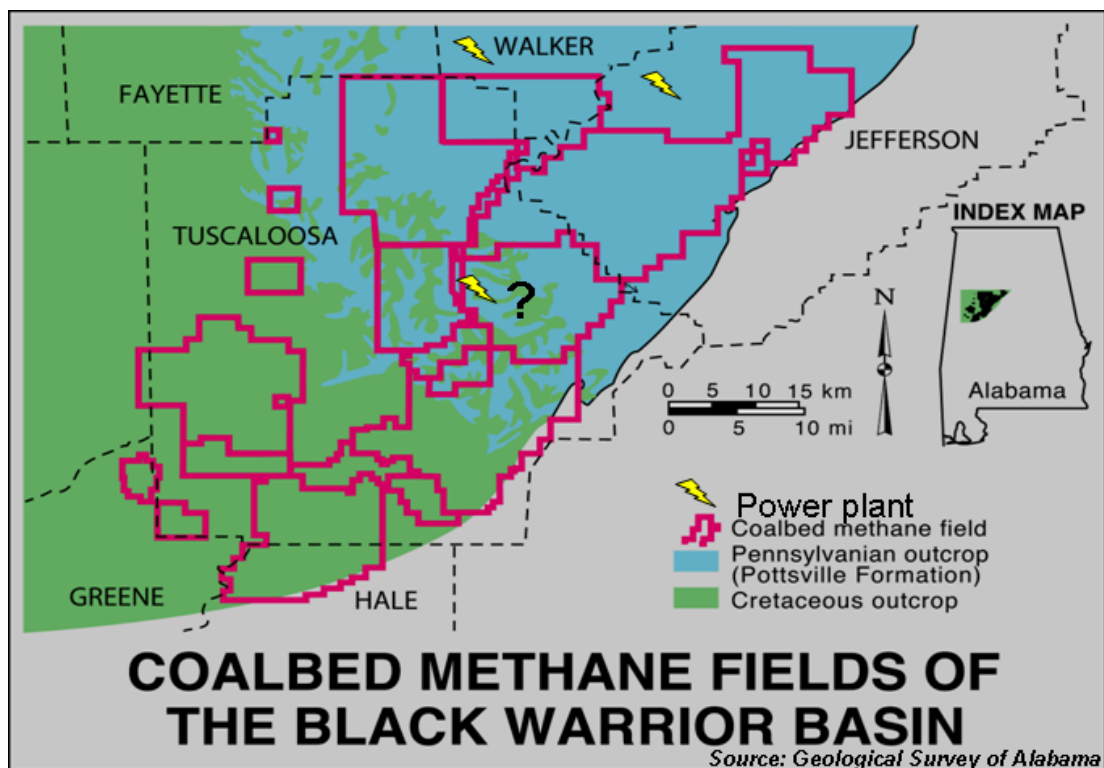 WALKER
FAYETTE
JEFFERSON
INDEX MAP
TUSCALOOSA
?
N
Alabama
0 5 10 15 km
0 5 10 mi
Power plant
Coalbed methane field
Pennsylvanian outcrop
(Pottsville Formation)
Cretaceous outcrop
GREENE
HALE
COALBED METHANE FIELDS OF
THE BLACK WARRIOR BASIN
Source: Geological Survey of Alabama